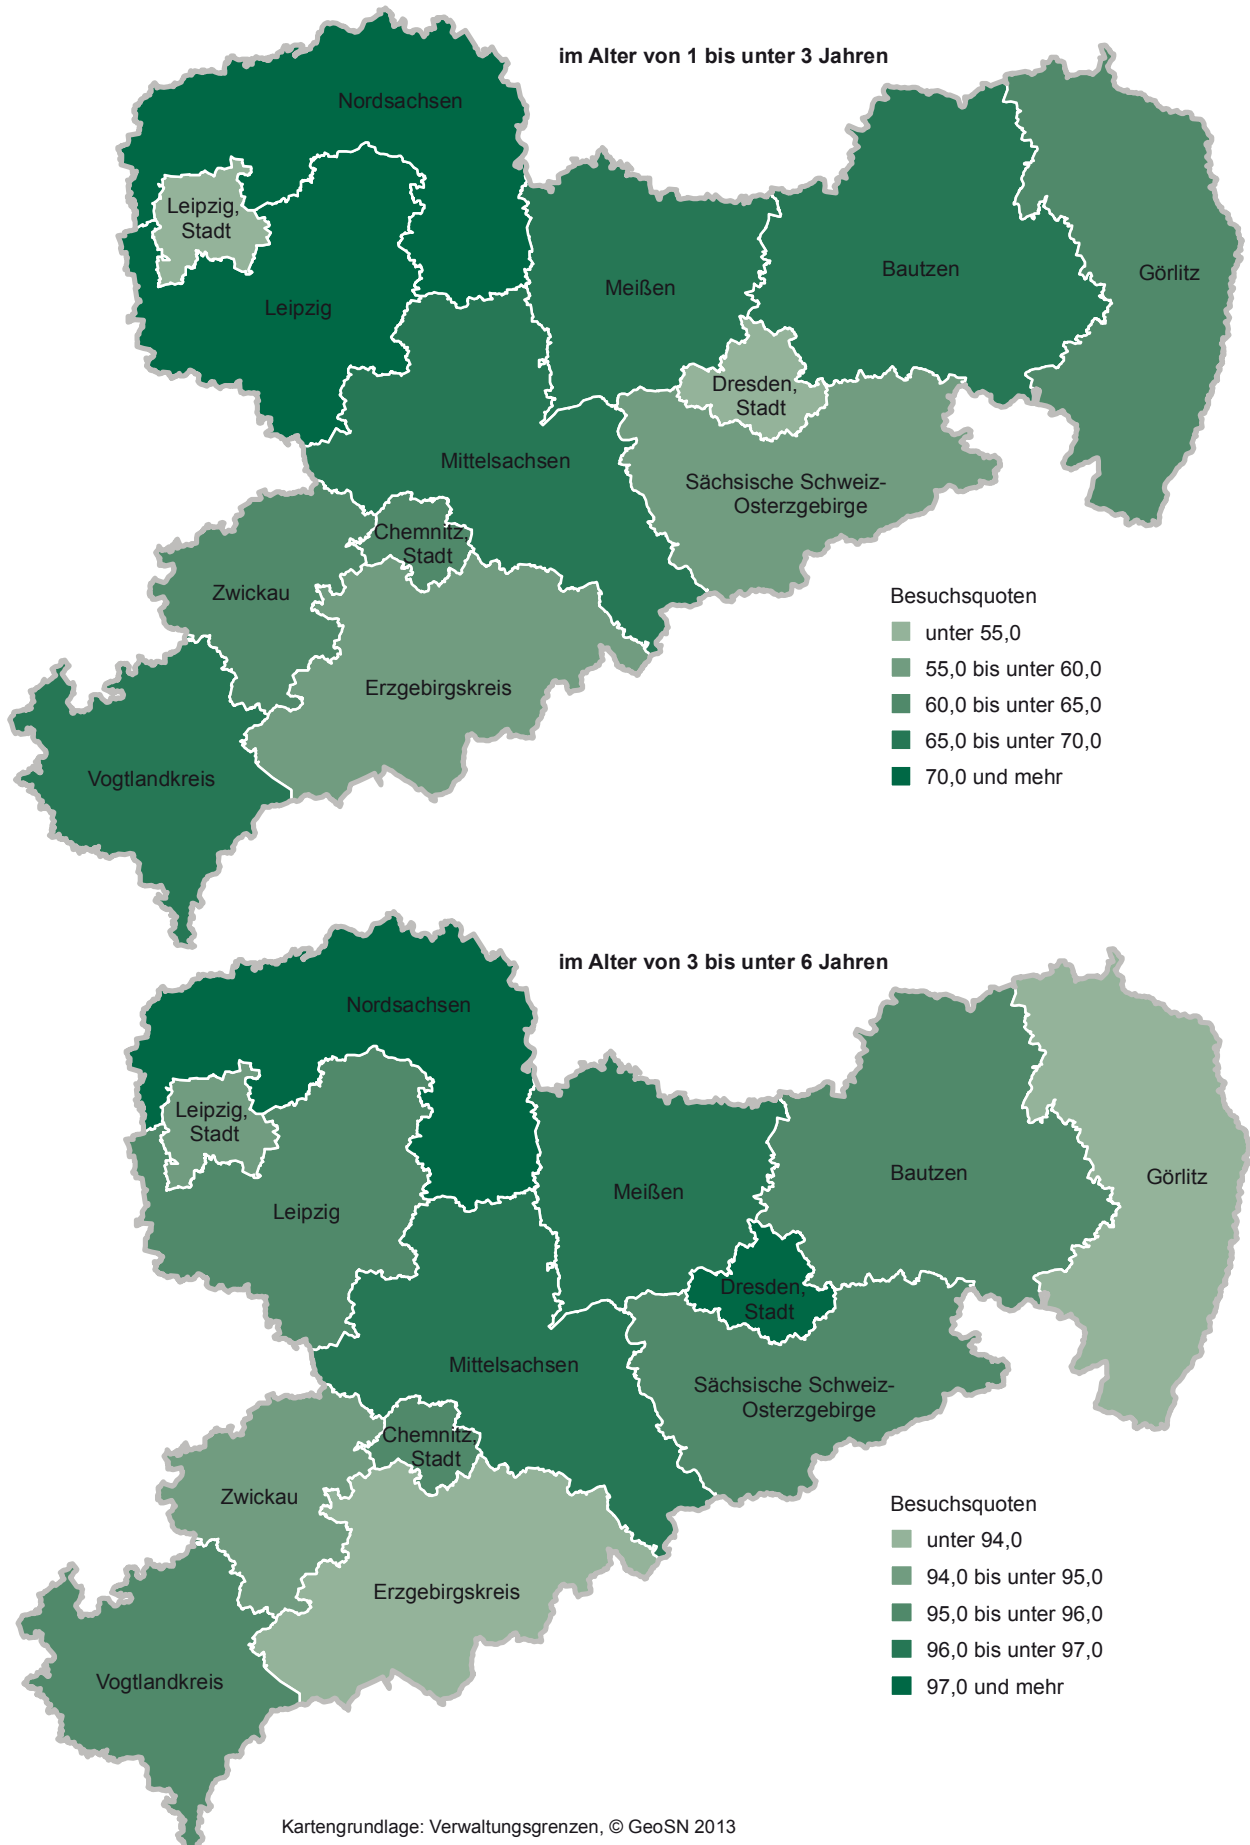 im Alter von 1 bis unter 3 Jahren
Nordsachsen
Leipzig,
Stadt
Leipzig
Meißen
Bautzen
Görlitz
Dresden,
Stadt
Mittelsachsen
Sächsische Schweiz-
Osterzgebirge
Chemnitz,
Stadt
Zwickau
Erzgebirgskreis
Vogtlandkreis
Besuchsquoten
unter 55,0
55,0 bis unter 60,0
60,0 bis unter 65,0
65,0 bis unter 70,0
70,0 und mehr
im Alter von 3 bis unter 6 Jahren
Nordsachsen
Leipzig,
Stadt
Leipzig
Meißen
Bautzen
Görlitz
Dresden,
Stadt
Mittelsachsen
Sächsische Schweiz-
Osterzgebirge
Chemnitz,
Stadt
Zwickau
Erzgebirgskreis
Vogtlandkreis
Besuchsquoten
unter 94,0
94,0 bis unter 95,0
95,0 bis unter 96,0
96,0 bis unter 97,0
97,0 und mehr
Kartengrundlage: Verwaltungsgrenzen, © GeoSN 2013